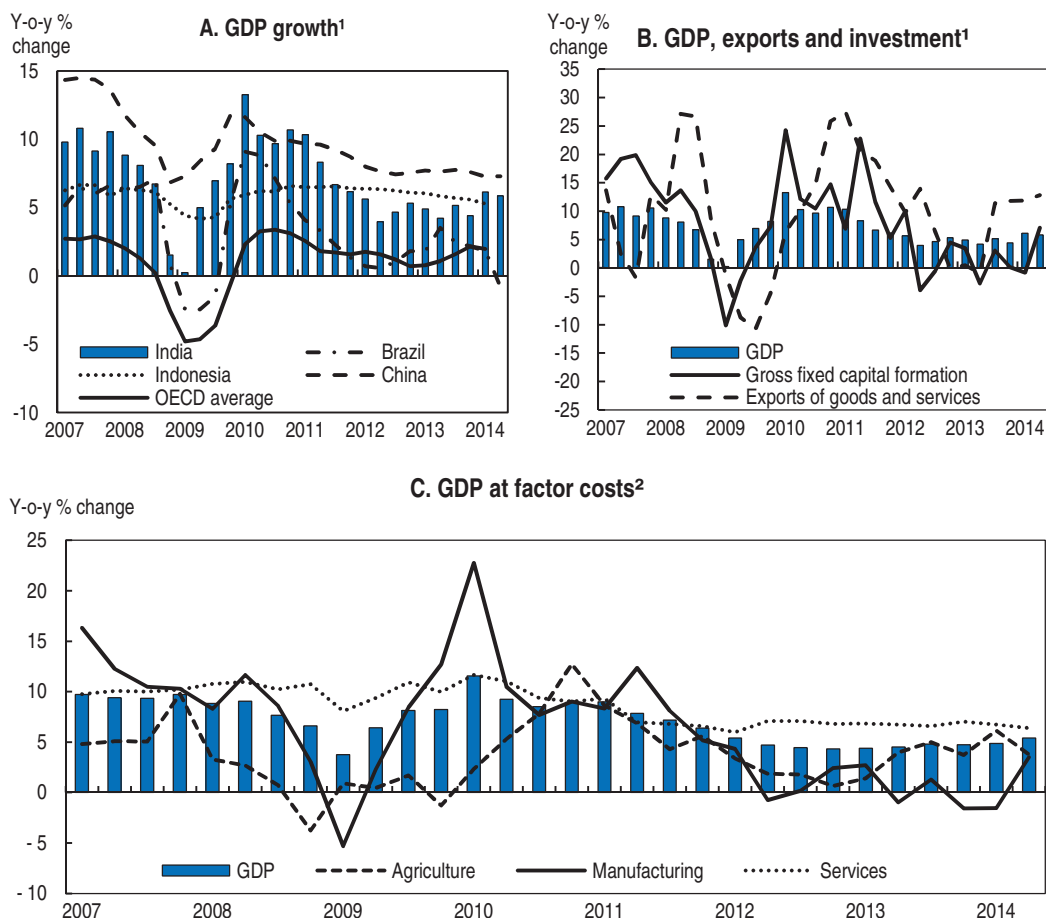 Y-o-y %
change
A. GDP growth¹
15
10
5
0
-5
-10
India
Brazil
Indonesia
China
OECD average
2007 2008 2009 2010 2011 2012 2013 2014
Y-o-y %
change
B. GDP, exports and investment¹
35
30
25
20
15
10
5
0
-5
-10
-15
-20
-25
GDP
Gross fixed capital formation
Exports of goods and services
2007 2008 2009 2010 2011 2012 2013 2014
C. GDP at factor costs²
Y-o-y % change
25
20
15
10
5
0
- 5
- 10
GDP Agriculture Manufacturing Services
2007 2008 2009 2010 2011 2012 2013 2014